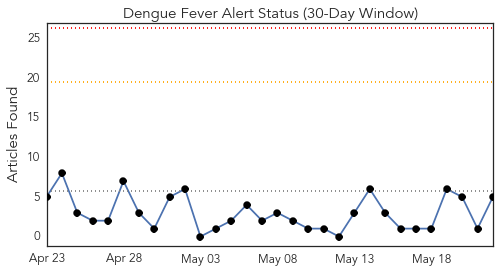 Dengue Fever Alert Status (30-Day Window)
Articles Found
25
20
15
10
5
0
Apr 23 Apr 28 May 03 May 08 May 13 May 18